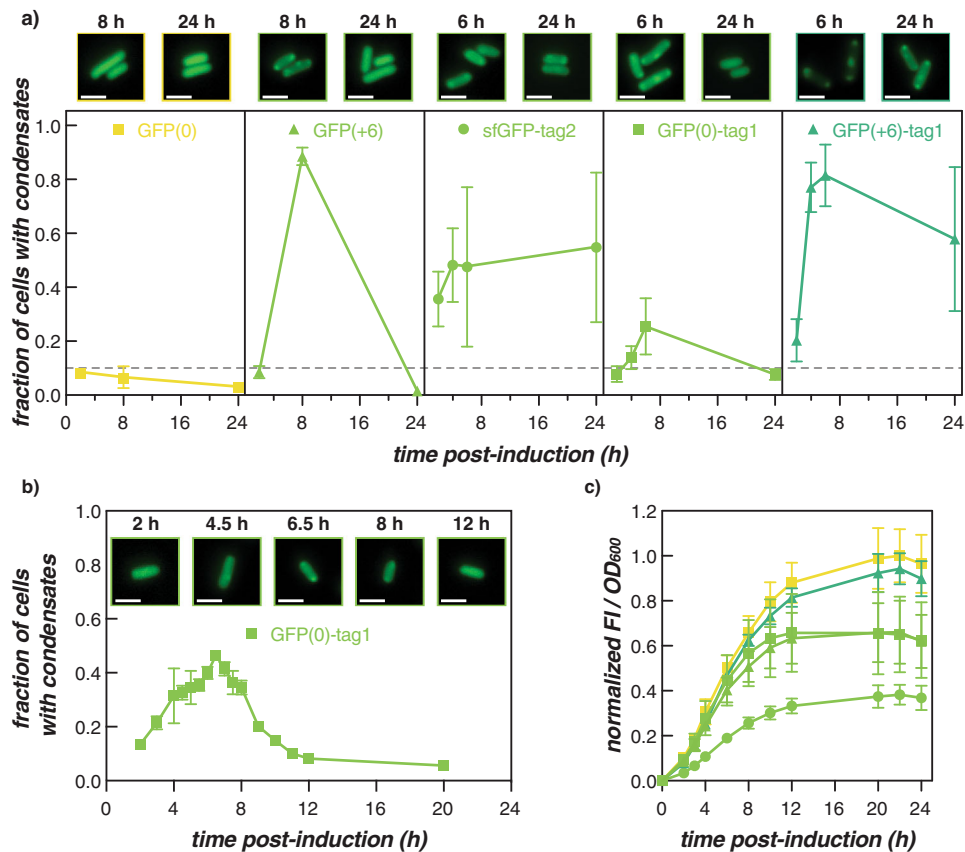 a)
8 h 24 h 8 h 24 h 6 h 24 h 6 h 24 h 6 h 24 h
fraction of cells with condensates
1.0
0.8
0.6
0.4
0.2
0.0
GFP(0) GFP(+6) sfGFP-tag2 GFP(0)-tag1 GFP(+6)-tag1
0 8 24 8 24 8 24 8 24 8 24
time post-induction (h)
b)
fraction of cells
with condensates
1.0
0.8
0.6
0.4
0.2
0.0
2 h 4.5 h 6.5 h 8 h 12 h
GFP(0)-tag1
0 4 8 12 16 20 24
time post-induction (h)
c)
normalized FI / OD600
1.2
1.0
0.8
0.6
0.4
0.2
0.0
0 4 8 12 16 20 24
time post-induction (h)